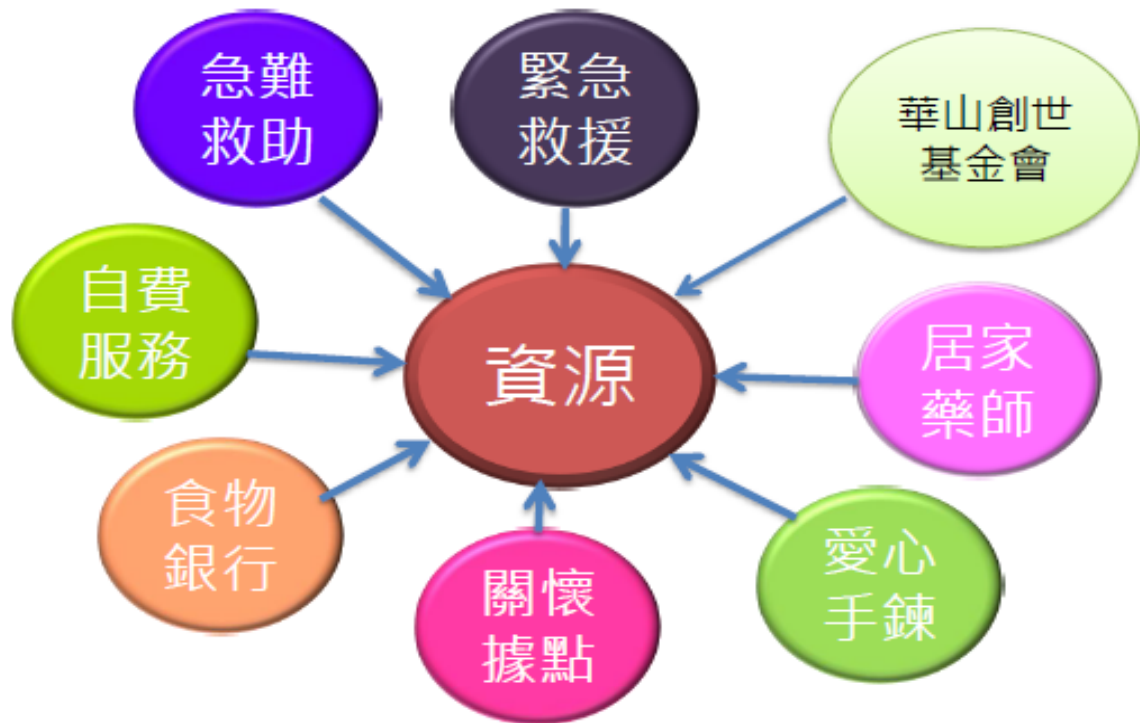 急難
救助
緊急
救援
華山創世
基金會
自費
服務
資源
居家
藥師
食物
銀行
關懷
據點
愛心
手鍊